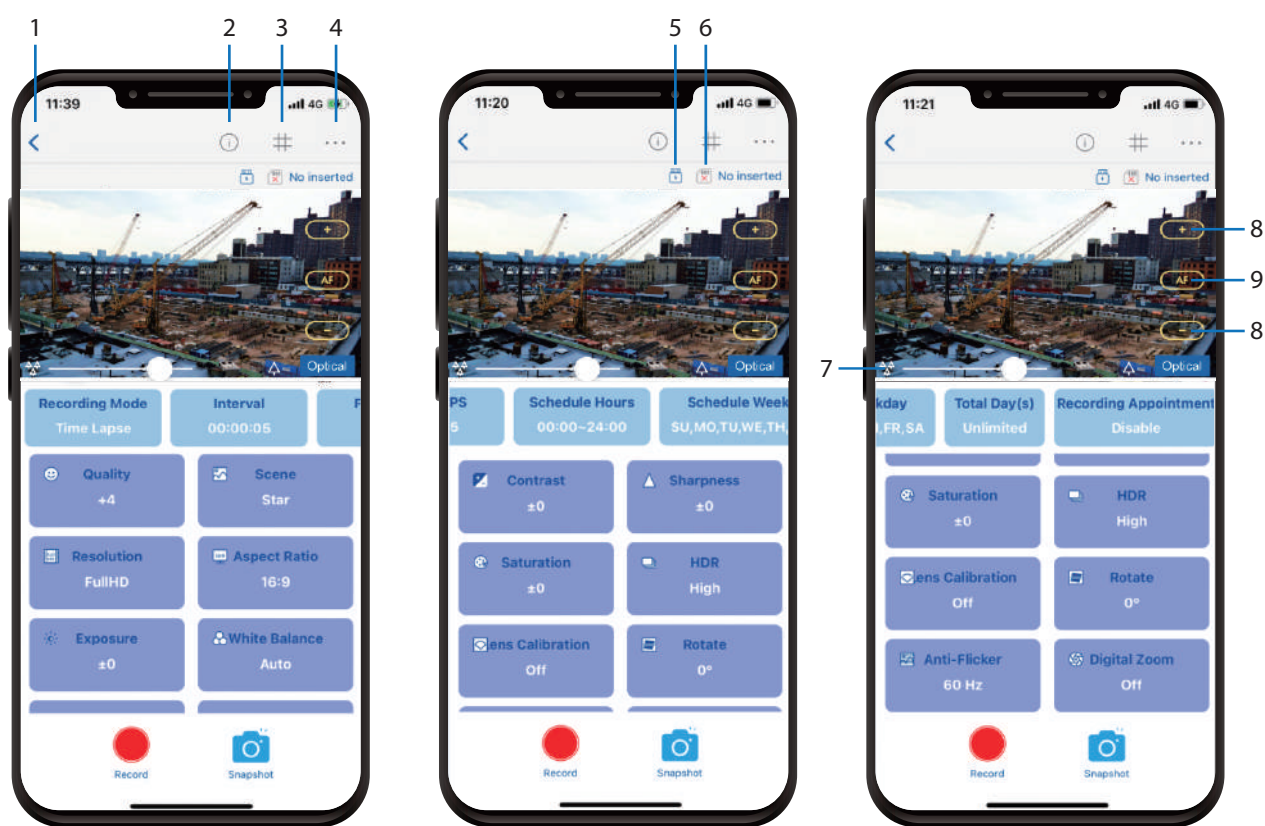 1 2 3 4 5 6
11:39
4G
No inserted
+
AF
−
Optical
Recording Mode
Time Lapse
Interval
00:00:05
F
Quality
+4
Scene
Star
Resolution
FullHD
Aspect Ratio
16:9
Exposure
±0
White Balance
Auto
Record
Snapshot
11:20
4G
No inserted
+
AF
−
Optical
PS
5
Schedule Hours
00:00~24:00
Schedule Week
SU,MO,TU,WE,TH,
Contrast
±0
Sharpness
±0
Saturation
±0
HDR
High
ens Calibration
Off
Rotate
0°
Record
Snapshot
11:21
4G
No inserted
+
8
AF
9
−
8
7
Optical
kday
,FR,SA
Total Day(s)
Unlimited
Recording Appointment
Disable
Saturation
±0
HDR
High
Lens Calibration
Off
Rotate
0°
Anti-Flicker
60 Hz
Digital Zoom
Off
Record
Snapshot